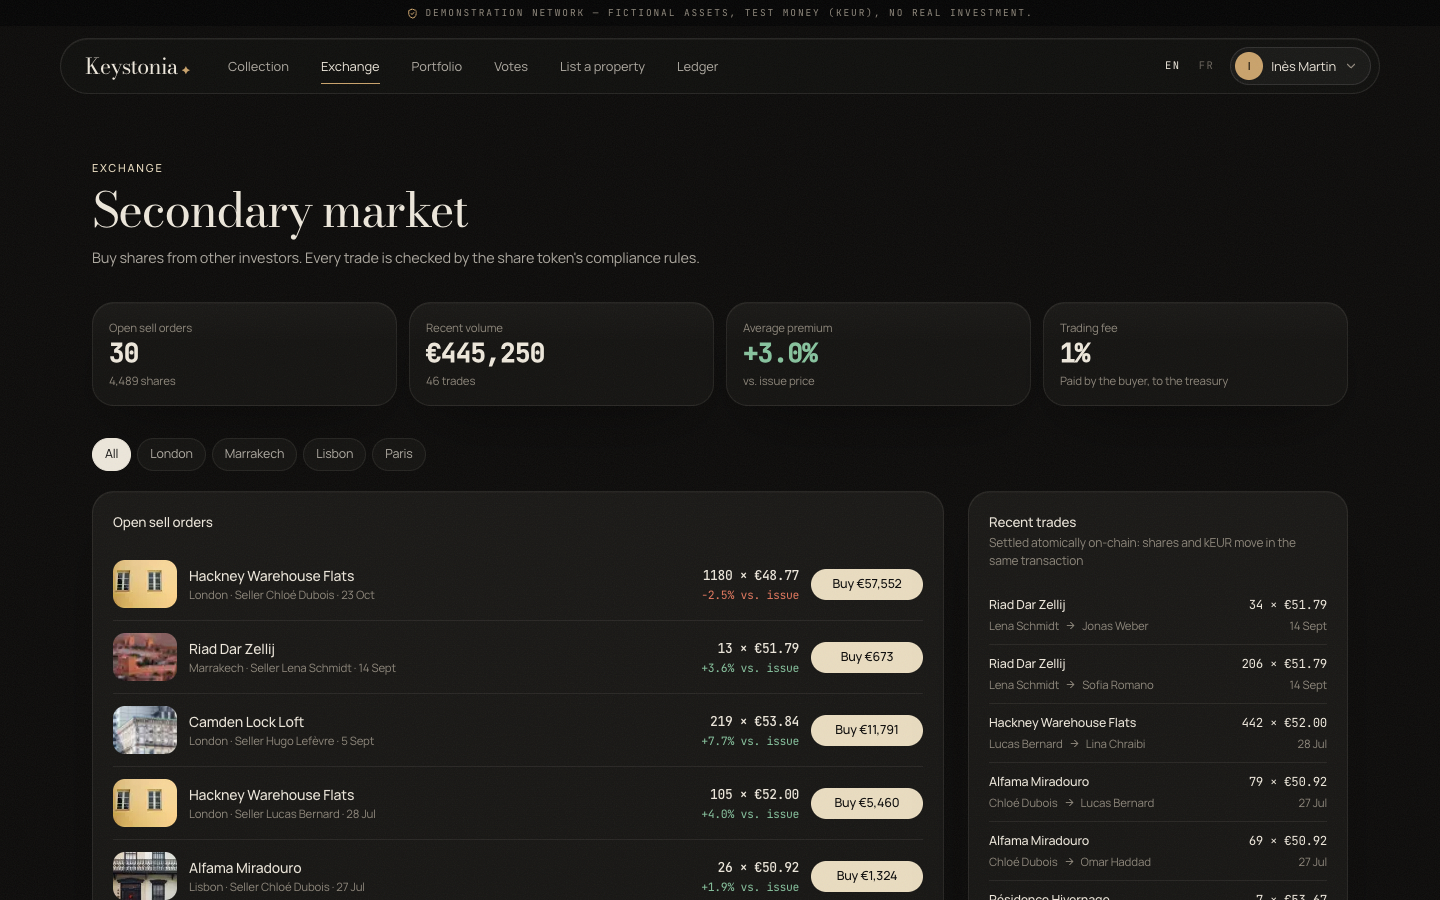 DEMONSTRATION NETWORK — FICTIONAL ASSETS, TEST MONEY (KEUR), NO REAL INVESTMENT.
Keystonia
Collection
Exchange
Portfolio
Votes
List a property
Ledger
EN
FR
I
Inès Martin
EXCHANGE
Secondary market
Buy shares from other investors. Every trade is checked by the share token's compliance rules.
Open sell orders
30
4,489 shares
Recent volume
€445,250
46 trades
Average premium
+3.0%
vs. issue price
Trading fee
1%
Paid by the buyer, to the treasury
All
London
Marrakech
Lisbon
Paris
Open sell orders
Hackney Warehouse Flats
London · Seller Chloé Dubois · 23 Oct
1180 × €48.77
-2.5% vs. issue
Buy €57,552
Riad Dar Zellij
Marrakech · Seller Lena Schmidt · 14 Sept
13 × €51.79
+3.6% vs. issue
Buy €673
Camden Lock Loft
London · Seller Hugo Lefèvre · 5 Sept
219 × €53.84
+7.7% vs. issue
Buy €11,791
Hackney Warehouse Flats
London · Seller Lucas Bernard · 28 Jul
105 × €52.00
+4.0% vs. issue
Buy €5,460
Alfama Miradouro
Lisbon · Seller Chloé Dubois · 27 Jul
26 × €50.92
+1.9% vs. issue
Buy €1,324
Recent trades
Settled atomically on-chain: shares and kEUR move in the
same transaction
Riad Dar Zellij
34 × €51.79
Lena Schmidt → Jonas Weber
14 Sept
Riad Dar Zellij
206 × €51.79
Lena Schmidt → Sofia Romano
14 Sept
Hackney Warehouse Flats
442 × €52.00
Lucas Bernard → Lina Chraibi
28 Jul
Alfama Miradouro
79 × €50.92
Chloé Dubois → Lucas Bernard
27 Jul
Alfama Miradouro
69 × €50.92
Chloé Dubois → Omar Haddad
27 Jul
Résidence Hivernage
7 × €53.67